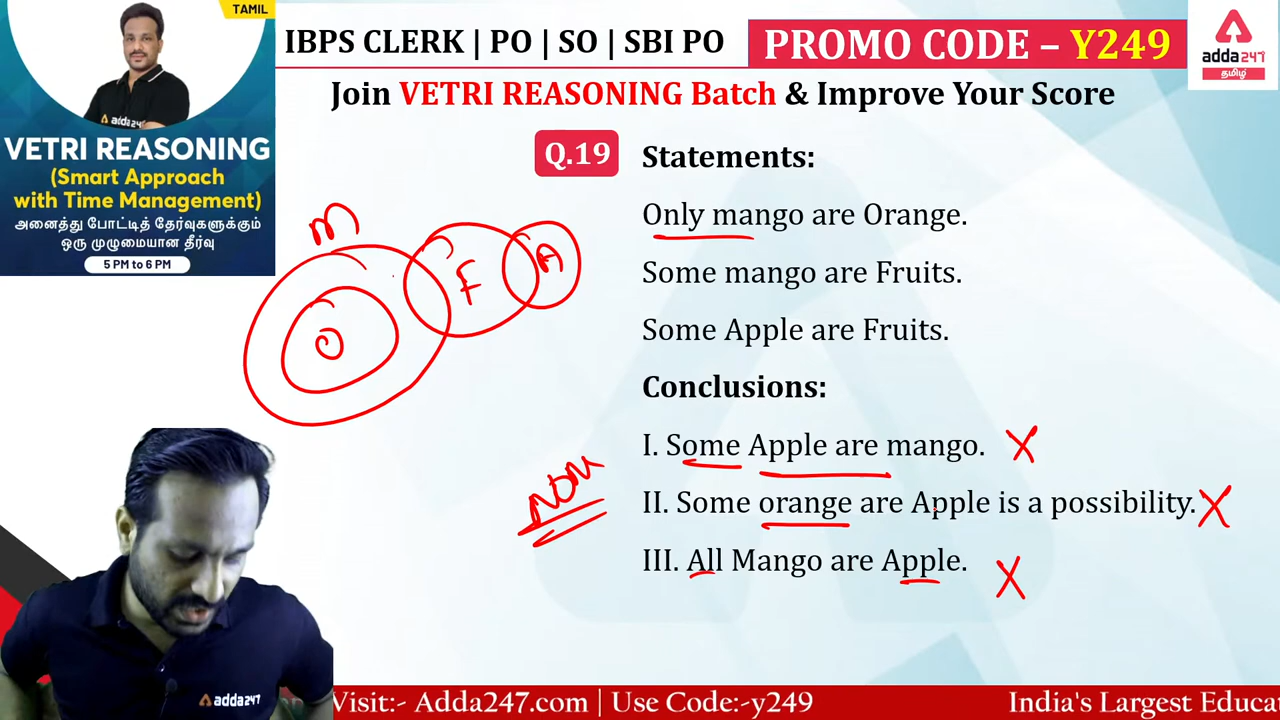 TAMIL
adda247
VETRI REASONING
(Smart Approach
with Time Management)
அனைத்து போட்டித் தேர்வுகளுக்கும்
ஒரு முழுமையான தீர்வு
5 PM to 6 PM
IBPS CLERK | PO | SO | SBI PO
PROMO CODE – Y249
adda247
தமிழ்
Join VETRI REASONING Batch & Improve Your Score
Q.19 Statements:
Only mango are Orange.
Some mango are Fruits.
Some Apple are Fruits.
Conclusions:
I. Some Apple are mango. X
II. Some orange are Apple is a possibility. X
III. All Mango are Apple. X
M
O
F
A
adda247
Visit:- Adda247.com | Use Code:-y249
India's Largest Educa